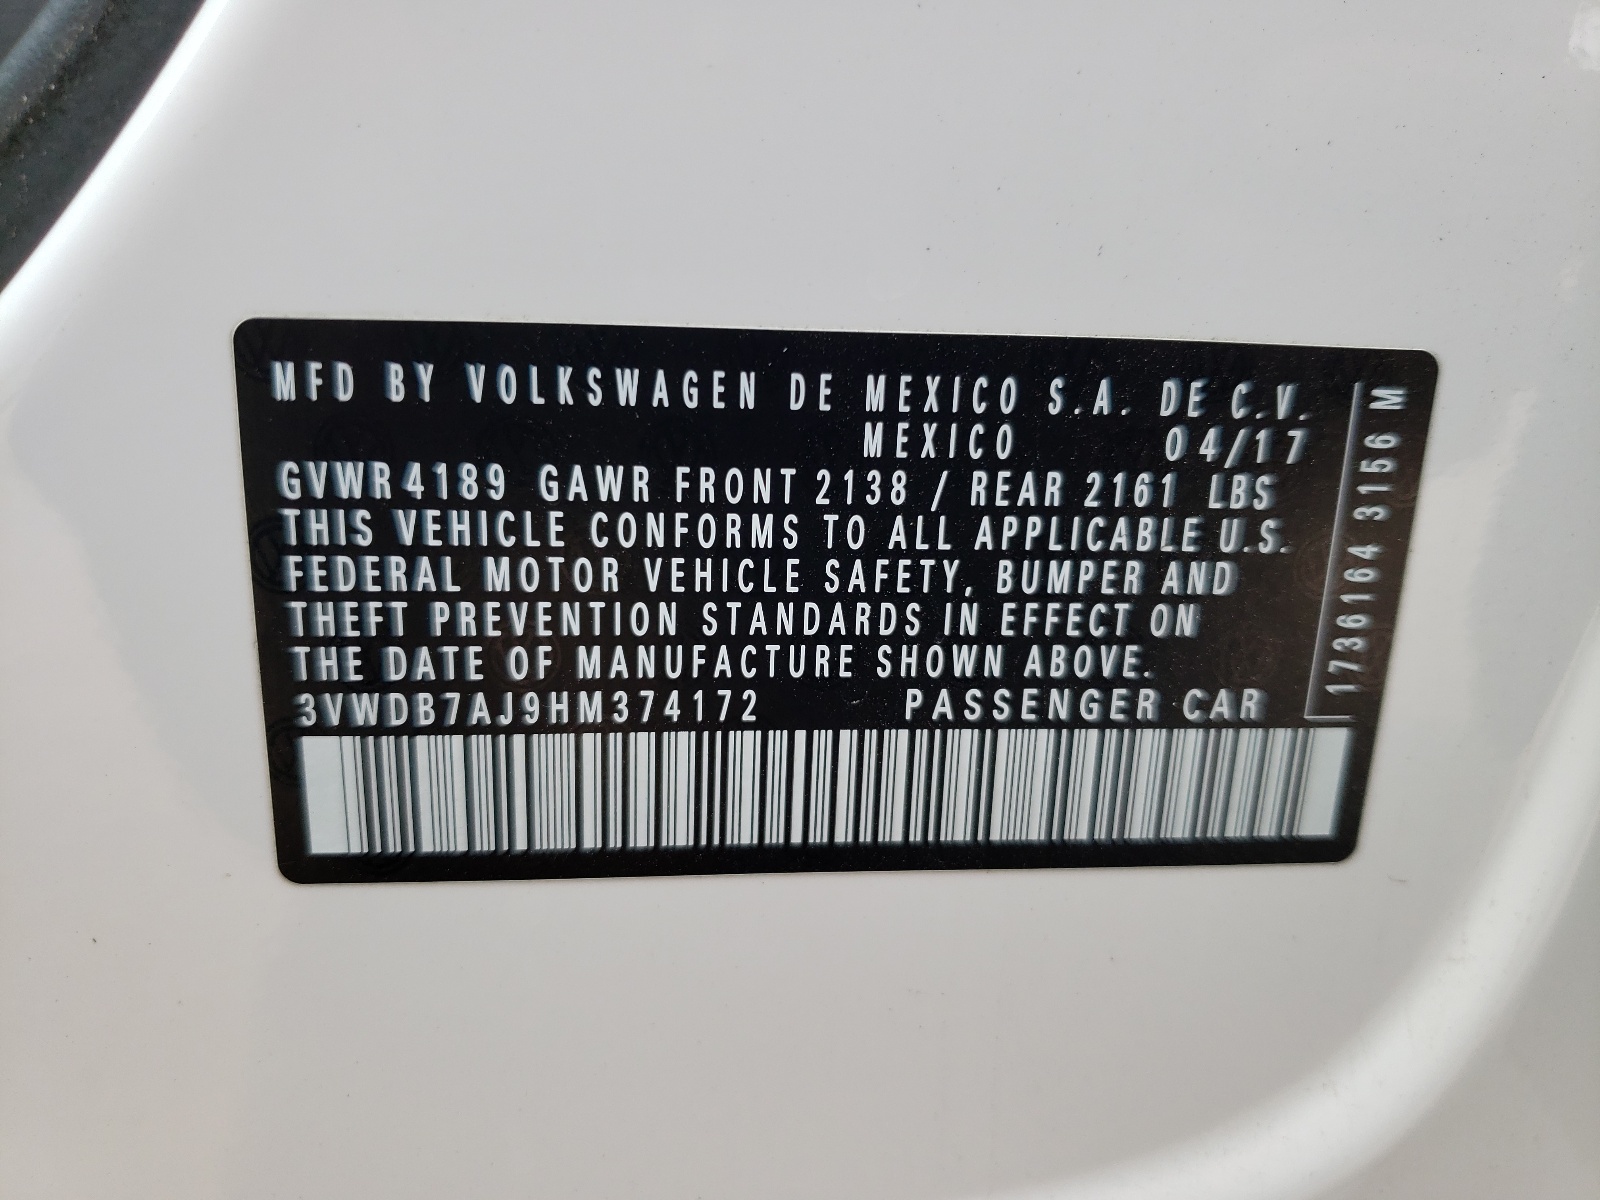 MFD BY VOLKSWAGEN DE MEXICO S.A. DE C.V.
MEXICO 04/17
GVWR 4189 GAWR FRONT 2138 / REAR 2161 LBS
THIS VEHICLE CONFORMS TO ALL APPLICABLE U.S.
FEDERAL MOTOR VEHICLE SAFETY, BUMPER AND
THEFT PREVENTION STANDARDS IN EFFECT ON
THE DATE OF MANUFACTURE SHOWN ABOVE.
3VWDB7AJ9HM374172 PASSENGER CAR
1736164 3156 M